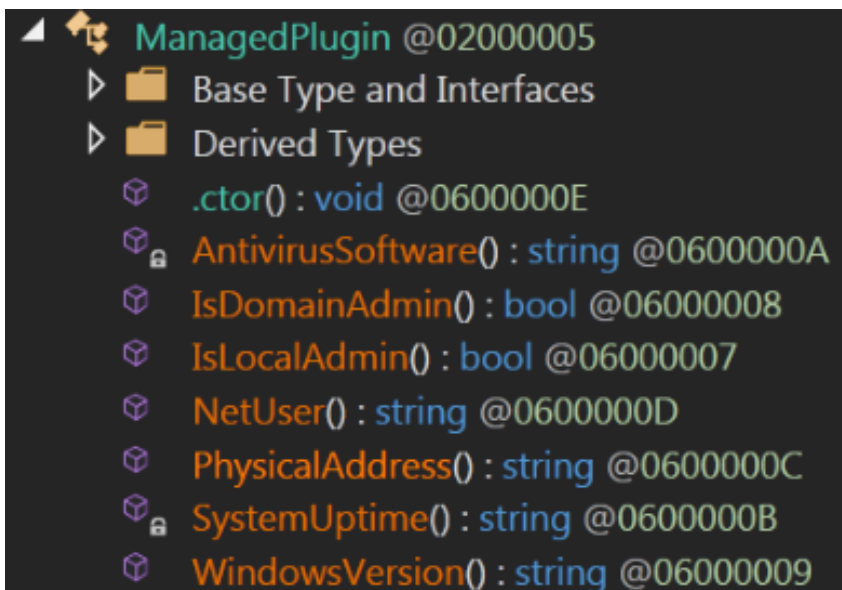 ManagedPlugin @02000005
Base Type and Interfaces
Derived Types
.ctor() : void @0600000E
AntivirusSoftware() : string @0600000A
IsDomainAdmin() : bool @06000008
IsLocalAdmin() : bool @06000007
NetUser() : string @0600000D
PhysicalAddress() : string @0600000C
SystemUptime() : string @0600000B
WindowsVersion() : string @06000009